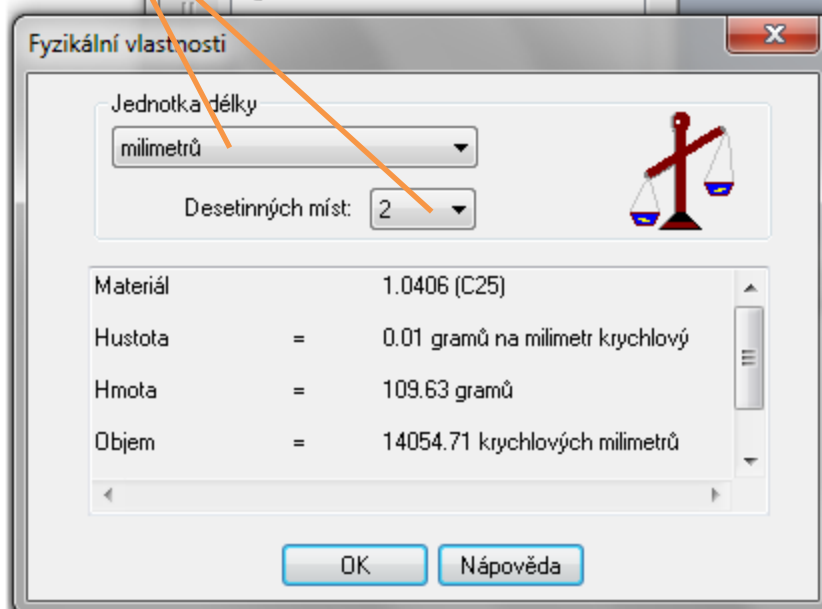 Fyzikální vlastnosti
Jednotka délky
milimetrů
Desetinných míst: 2
Materiál 1.0406 (C25)
Hustota = 0.01 gramů na milimetr krychlový
Hmota = 109.63 gramů
Objem = 14054.71 krychlových milimetrů
OK Nápověda